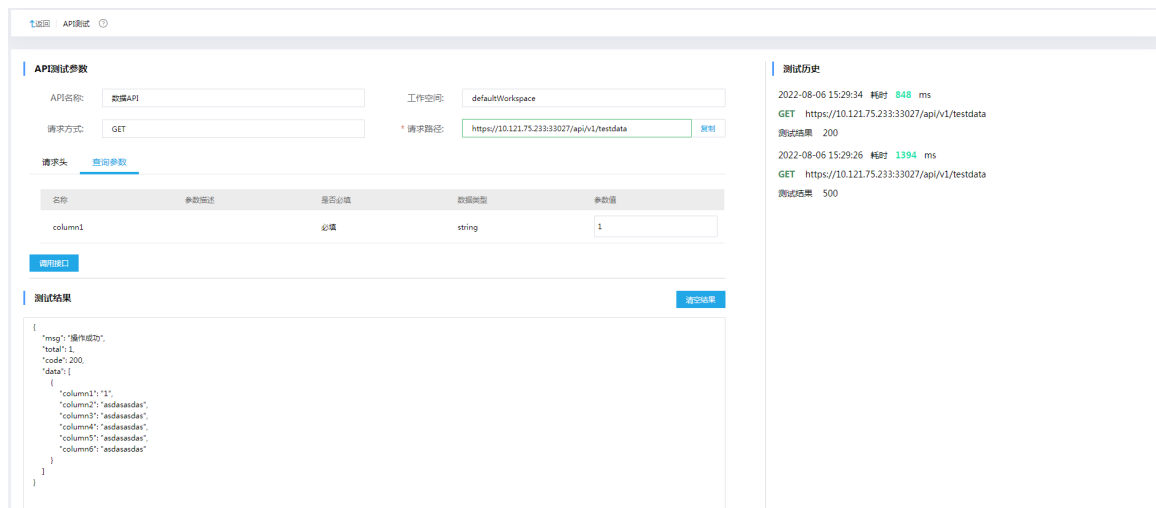 返回 API测试
API测试参数
API名称: 数据API 工作空间: defaultWorkspace
请求方式: GET * 请求路径: https://10.121.75.233:33027/api/v1/testdata 复制
请求头 查询参数
名称 参数描述 是否必填 数据类型 参数值
column1 必填 string 1
调用接口
测试结果 清空结果
{
"msg": "操作成功",
"total": 1,
"code": 200,
"data": [
{
"column1": "1",
"column2": "asdasasdas",
"column3": "asdasasdas",
"column4": "asdasasdas",
"column5": "asdasasdas",
"column6": "asdasasdas"
}
]
}
测试历史
2022-08-06 15:29:34 耗时 848 ms
GET https://10.121.75.233:33027/api/v1/testdata
测试结果 200
2022-08-06 15:29:26 耗时 1394 ms
GET https://10.121.75.233:33027/api/v1/testdata
测试结果 500